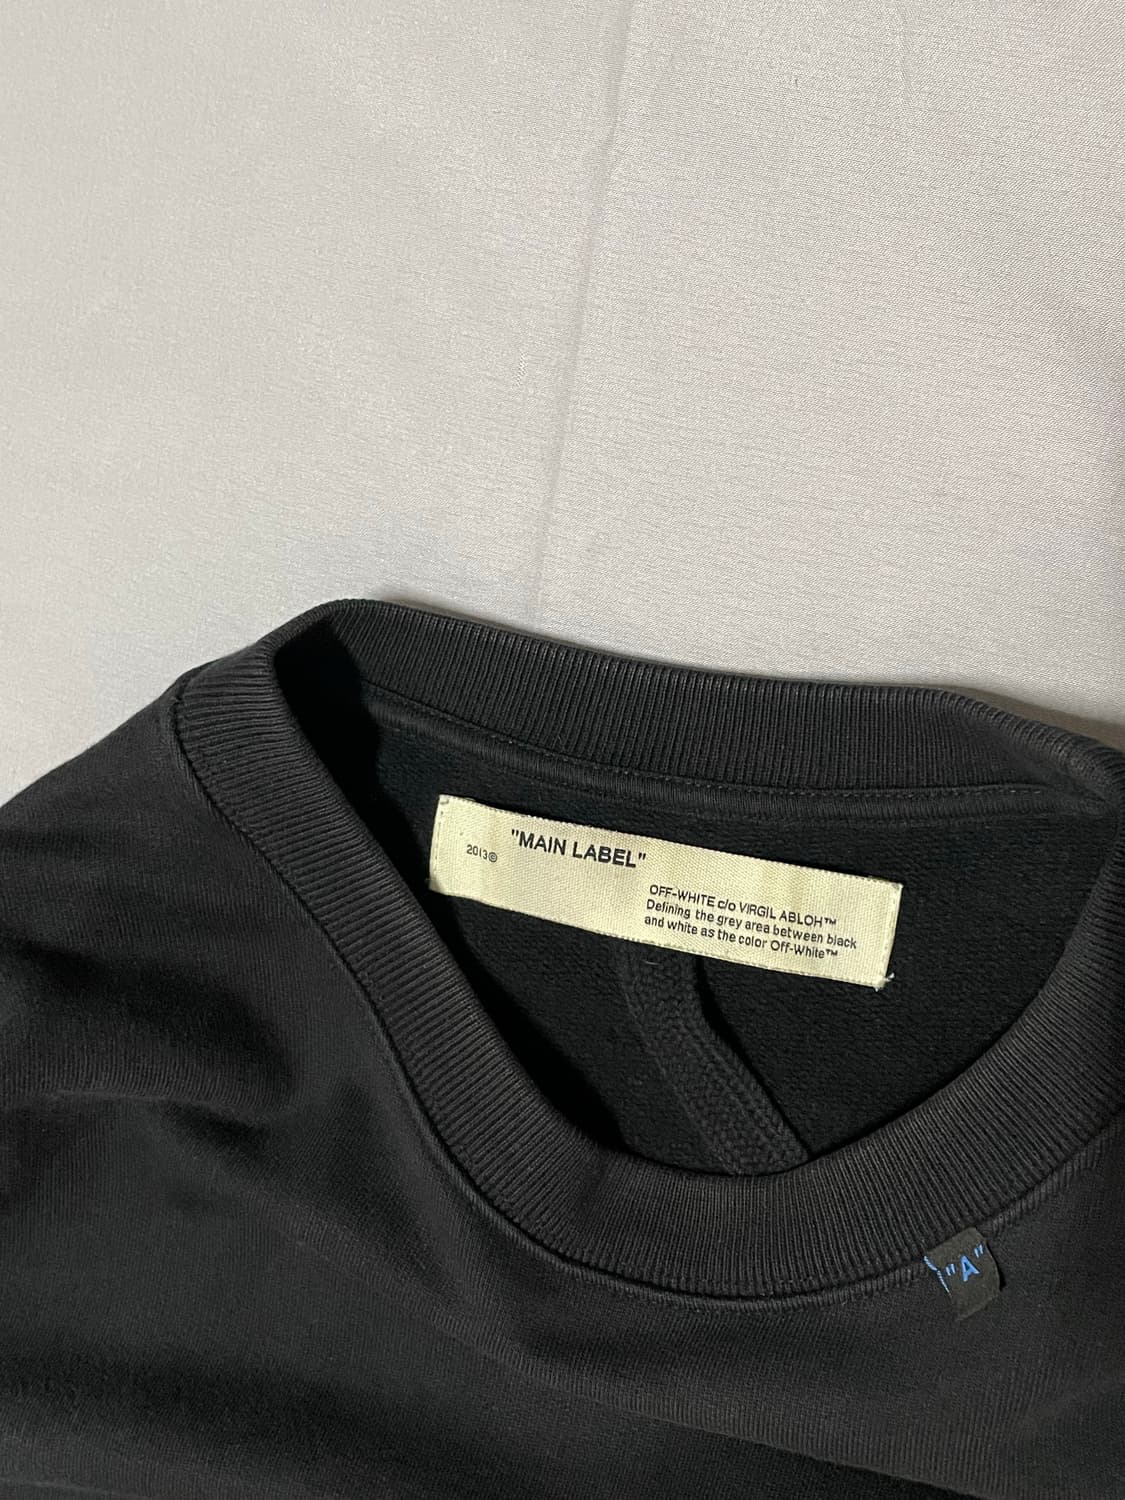 "MAIN LABEL"
2013©
OFF-WHITE c/o VIRGIL ABLOH™
Defining the grey area between black
and white as the color Off-White™
"A"